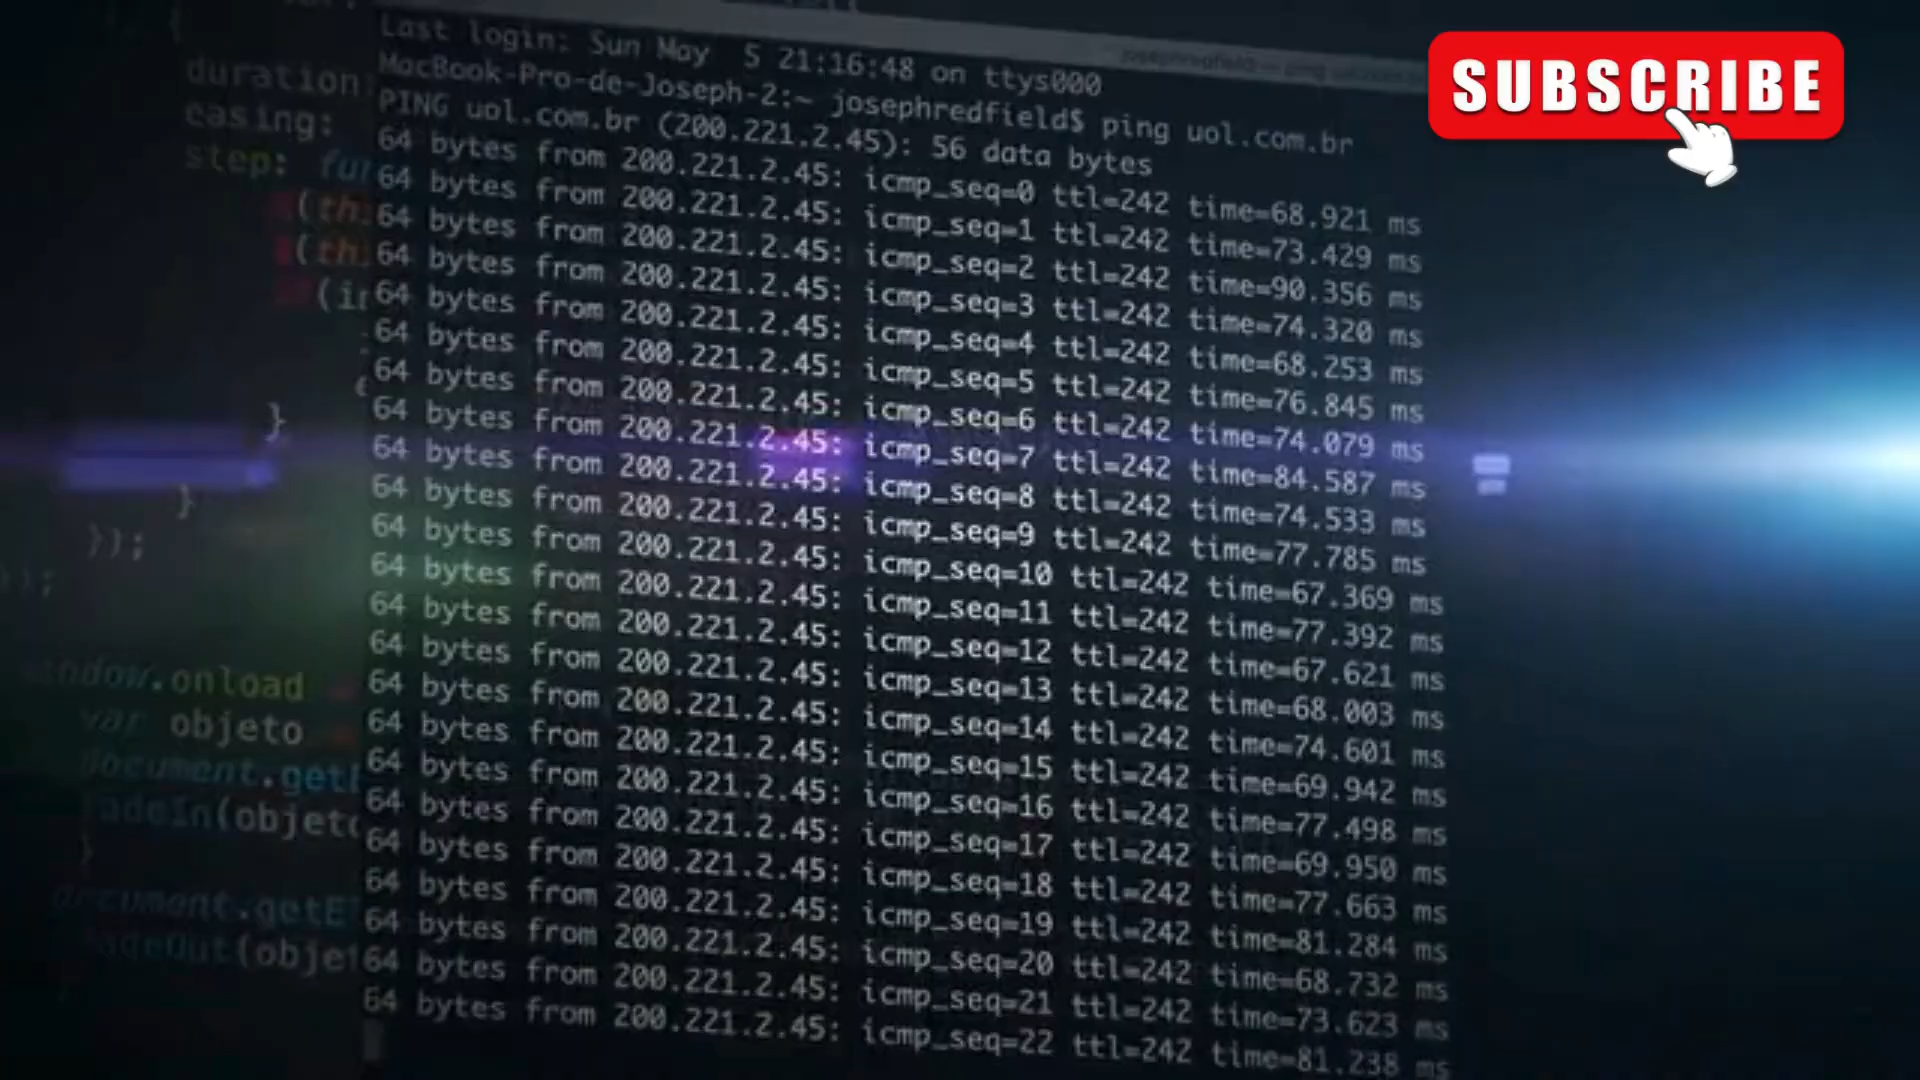 Last login: Sun May  5 21:16:48 on ttys000
MacBook-Pro-de-Joseph-2:~ josephredfield$ ping uol.com.br
PING uol.com.br (200.221.2.45): 56 data bytes
64 bytes from 200.221.2.45: icmp_seq=0 ttl=242 time=68.921 ms
64 bytes from 200.221.2.45: icmp_seq=1 ttl=242 time=73.429 ms
64 bytes from 200.221.2.45: icmp_seq=2 ttl=242 time=90.356 ms
64 bytes from 200.221.2.45: icmp_seq=3 ttl=242 time=74.320 ms
64 bytes from 200.221.2.45: icmp_seq=4 ttl=242 time=68.253 ms
64 bytes from 200.221.2.45: icmp_seq=5 ttl=242 time=76.845 ms
64 bytes from 200.221.2.45: icmp_seq=6 ttl=242 time=74.079 ms
64 bytes from 200.221.2.45: icmp_seq=7 ttl=242 time=84.587 ms
64 bytes from 200.221.2.45: icmp_seq=8 ttl=242 time=74.533 ms
64 bytes from 200.221.2.45: icmp_seq=9 ttl=242 time=77.785 ms
64 bytes from 200.221.2.45: icmp_seq=10 ttl=242 time=67.369 ms
64 bytes from 200.221.2.45: icmp_seq=11 ttl=242 time=77.392 ms
64 bytes from 200.221.2.45: icmp_seq=12 ttl=242 time=67.621 ms
64 bytes from 200.221.2.45: icmp_seq=13 ttl=242 time=68.003 ms
64 bytes from 200.221.2.45: icmp_seq=14 ttl=242 time=74.601 ms
64 bytes from 200.221.2.45: icmp_seq=15 ttl=242 time=69.942 ms
64 bytes from 200.221.2.45: icmp_seq=16 ttl=242 time=77.498 ms
64 bytes from 200.221.2.45: icmp_seq=17 ttl=242 time=69.950 ms
64 bytes from 200.221.2.45: icmp_seq=18 ttl=242 time=77.663 ms
64 bytes from 200.221.2.45: icmp_seq=19 ttl=242 time=81.284 ms
64 bytes from 200.221.2.45: icmp_seq=20 ttl=242 time=68.732 ms
64 bytes from 200.221.2.45: icmp_seq=21 ttl=242 time=73.623 ms
64 bytes from 200.221.2.45: icmp_seq=22 ttl=242 time=81.238 ms
SUBSCRIBE
{
duration:
easing:
step:
(thi
(thi
(in
}
}
});
});
.onload
var objeto
document.getE
(objeto
}
document.getE
adeOut(objet